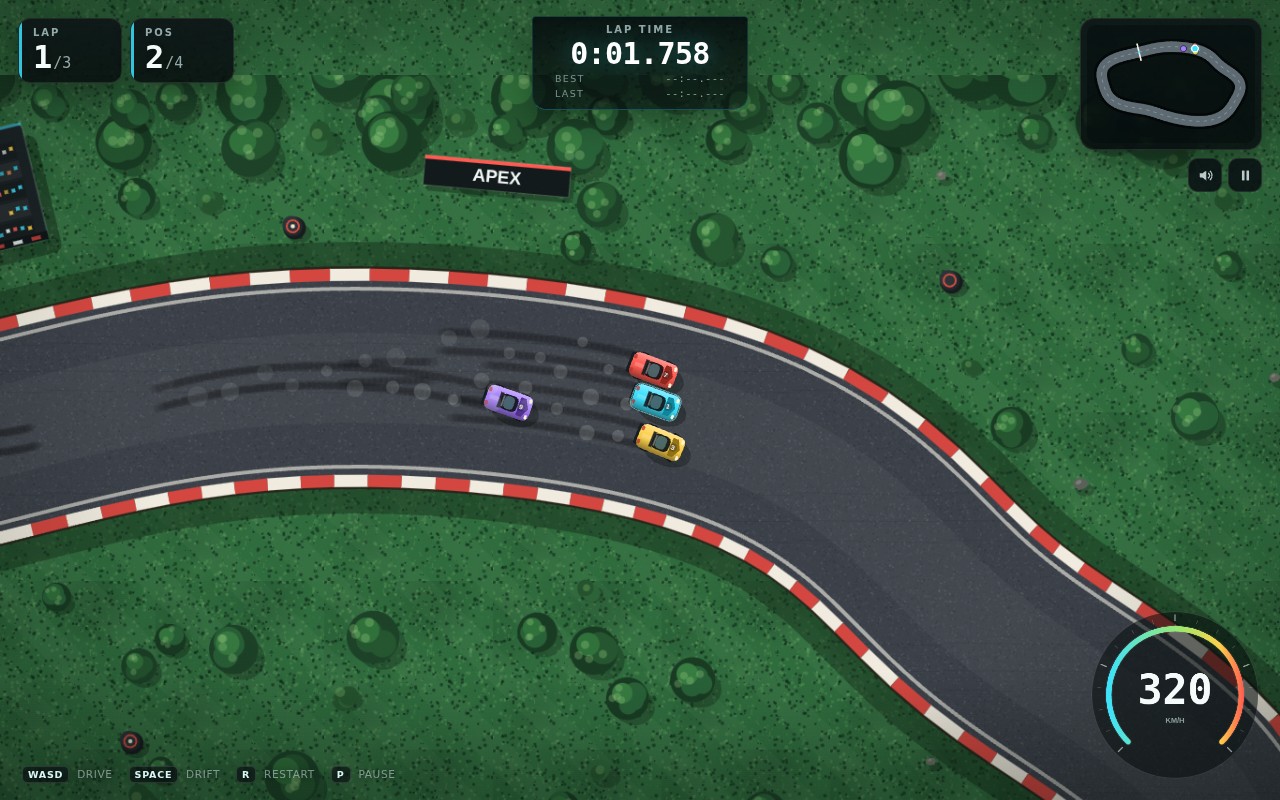 LAP
1/3
POS
2/4
LAP TIME
0:01.758
BEST --:--.---
LAST --:--.---
APEX
320
KM/H
WASD DRIVE SPACE DRIFT R RESTART P PAUSE